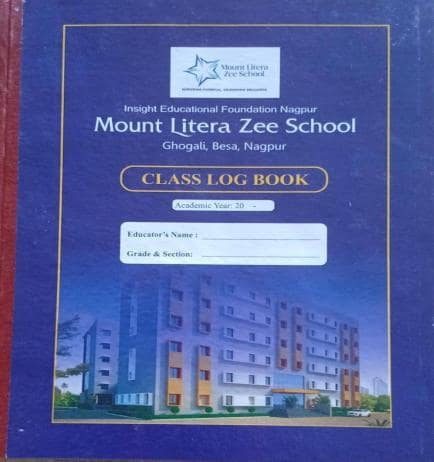 Mount Litera
Zee School
Insight Educational Foundation Nagpur
Mount Litera Zee School
Ghogali, Besa, Nagpur
CLASS LOG BOOK
Academic Year: 20 -
Educator's Name :
Grade & Section: